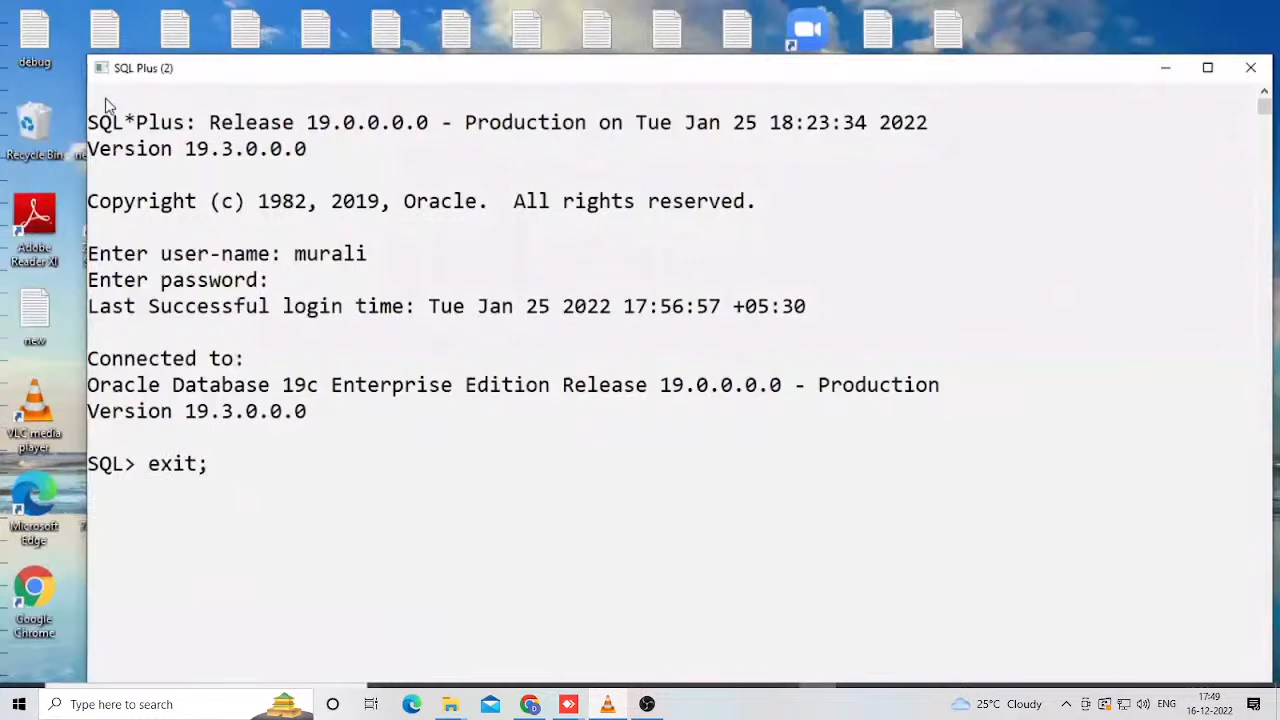 debug
SQL Plus (2)
SQL*Plus: Release 19.0.0.0.0 - Production on Tue Jan 25 18:23:34 2022
Version 19.3.0.0.0
Copyright (c) 1982, 2019, Oracle.  All rights reserved.
Enter user-name: murali
Enter password:
Last Successful login time: Tue Jan 25 2022 17:56:57 +05:30
Connected to:
Oracle Database 19c Enterprise Edition Release 19.0.0.0.0 - Production
Version 19.3.0.0.0
SQL> exit;
Recycle Bin
Adobe
Reader XI
new
VLC media
player
Microsoft
Edge
Google
Chrome
Type here to search
25°C Cloudy
ENG
17:49
16-12-2022